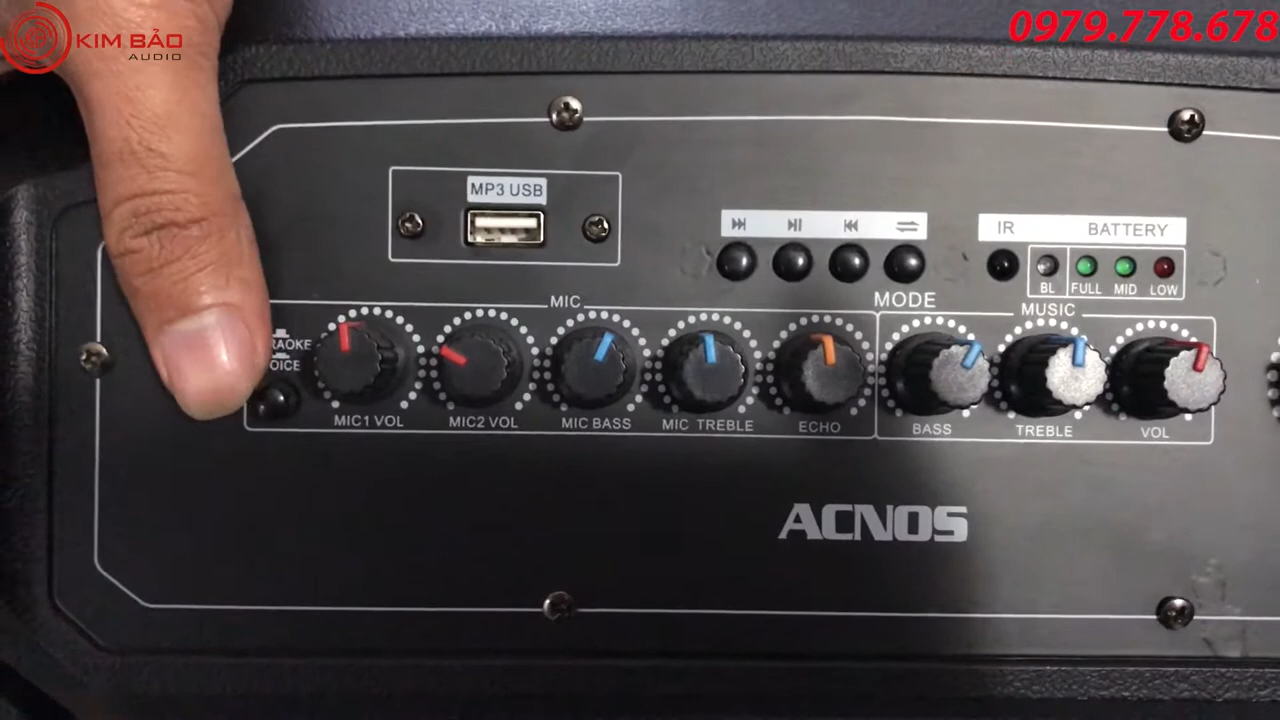 KIM BẢO
AUDIO
0979.778.678
MP3 USB
IR BATTERY
BL FULL MID LOW
MODE
MIC
MUSIC
MIC1 VOL MIC2 VOL MIC BASS MIC TREBLE ECHO BASS TREBLE VOL
ACNOS